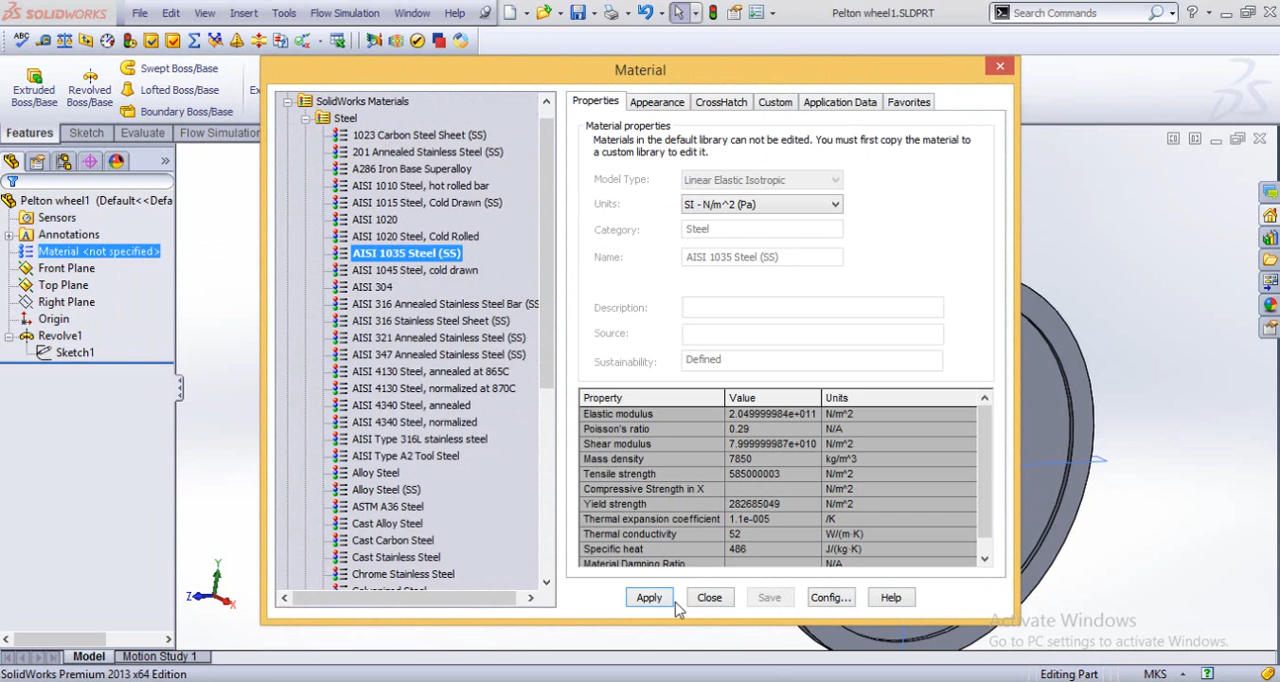 SOLIDWORKS File Edit View Insert Tools Flow Simulation Window Help Pelton wheel1.SLDPRT Search Commands
Extruded Boss/Base
Revolved Boss/Base
Swept Boss/Base
Lofted Boss/Base
Boundary Boss/Base
Ex
Features Sketch Evaluate Flow Simulation
Pelton wheel1 (Default<<Defa
Sensors
Annotations
Material <not specified>
Front Plane
Top Plane
Right Plane
Origin
Revolve1
Sketch1
Material
SolidWorks Materials
Steel
1023 Carbon Steel Sheet (SS)
201 Annealed Stainless Steel (SS)
A286 Iron Base Superalloy
AISI 1010 Steel, hot rolled bar
AISI 1015 Steel, Cold Drawn (SS)
AISI 1020
AISI 1020 Steel, Cold Rolled
AISI 1035 Steel (SS)
AISI 1045 Steel, cold drawn
AISI 304
AISI 316 Annealed Stainless Steel Bar (SS
AISI 316 Stainless Steel Sheet (SS)
AISI 321 Annealed Stainless Steel (SS)
AISI 347 Annealed Stainless Steel (SS)
AISI 4130 Steel, annealed at 865C
AISI 4130 Steel, normalized at 870C
AISI 4340 Steel, annealed
AISI 4340 Steel, normalized
AISI Type 316L stainless steel
AISI Type A2 Tool Steel
Alloy Steel
Alloy Steel (SS)
ASTM A36 Steel
Cast Alloy Steel
Cast Carbon Steel
Cast Stainless Steel
Chrome Stainless Steel
Properties Appearance CrossHatch Custom Application Data Favorites
Material properties
Materials in the default library can not be edited. You must first copy the material to
a custom library to edit it.
Model Type: Linear Elastic Isotropic
Units: SI - N/m^2 (Pa)
Category: Steel
Name: AISI 1035 Steel (SS)
Description:
Source:
Sustainability: Defined
Property Value Units
Elastic modulus 2.049999984e+011 N/m^2
Poisson's ratio 0.29 N/A
Shear modulus 7.999999987e+010 N/m^2
Mass density 7850 kg/m^3
Tensile strength 585000003 N/m^2
Compressive Strength in X N/m^2
Yield strength 282685049 N/m^2
Thermal expansion coefficient 1.1e-005 /K
Thermal conductivity 52 W/(m·K)
Specific heat 486 J/(kg·K)
Material Damping Ratio N/A
Apply Close Save Config... Help
Y
Z
X
Activate Windows
Go to PC settings to activate Windows.
Model Motion Study 1
SolidWorks Premium 2013 x64 Edition Editing Part MKS